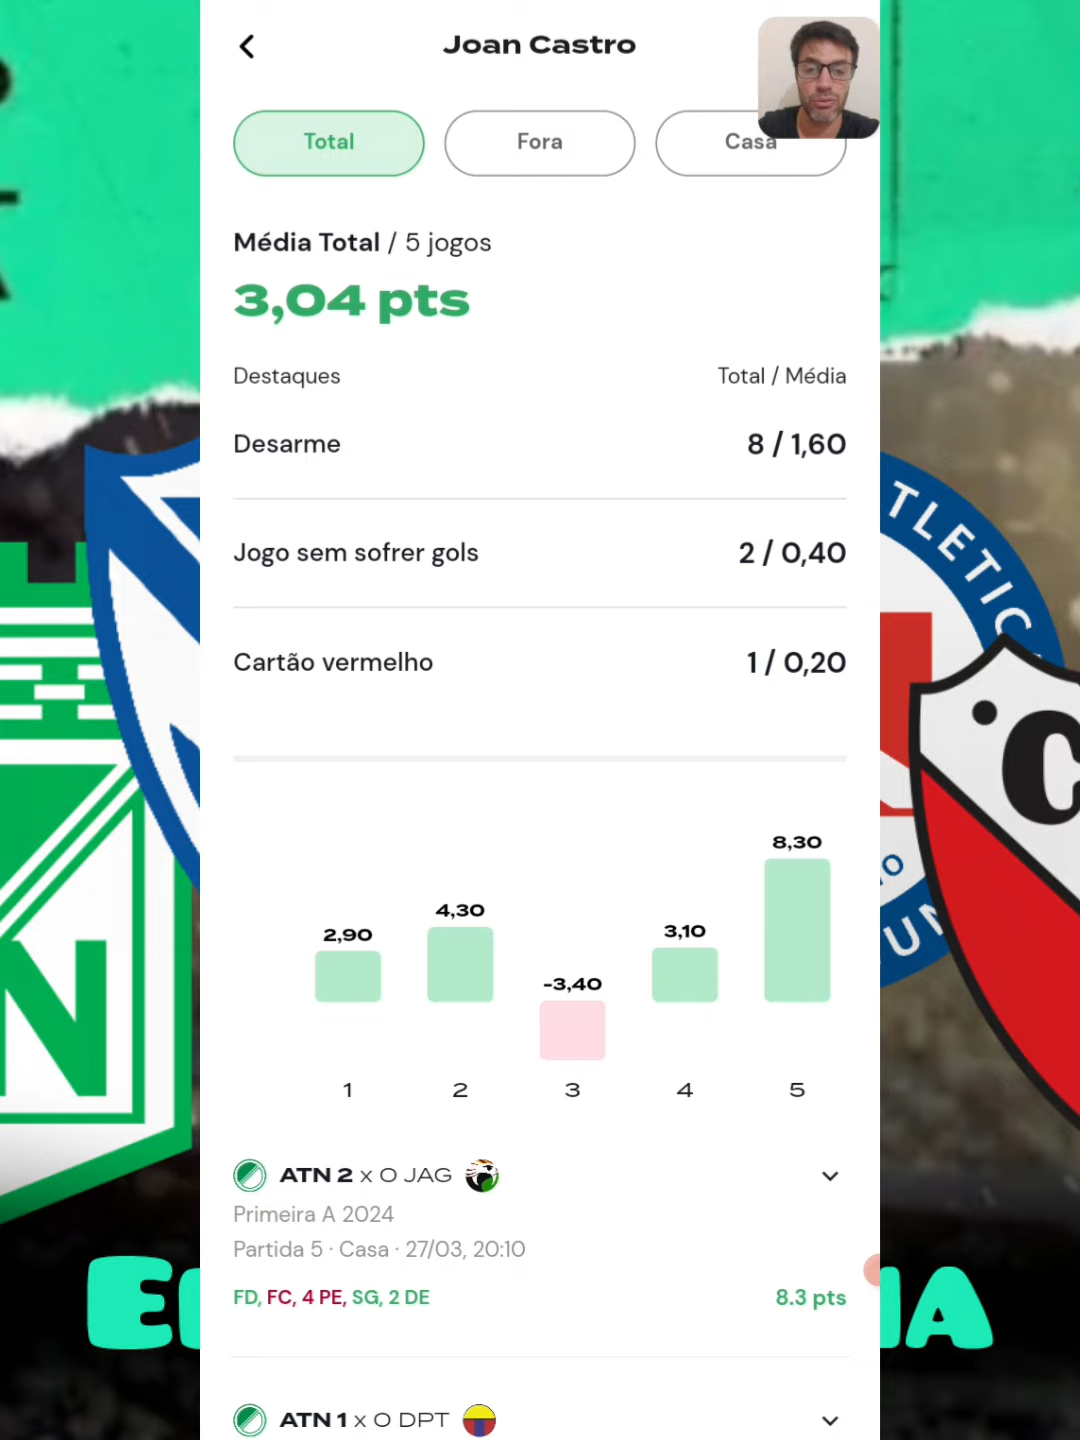 Joan Castro
Total
Fora
Casa
Média Total / 5 jogos
3,04 pts
Destaques
Total / Média
Desarme
8 / 1,60
Jogo sem sofrer gols
2 / 0,40
Cartão vermelho
1 / 0,20
2,90
4,30
-3,40
3,10
8,30
1
2
3
4
5
ATN 2 x 0 JAG
Primeira A 2024
Partida 5 · Casa · 27/03, 20:10
FD, FC, 4 PE, SG, 2 DE
8.3 pts
ATN 1 x 0 DPT